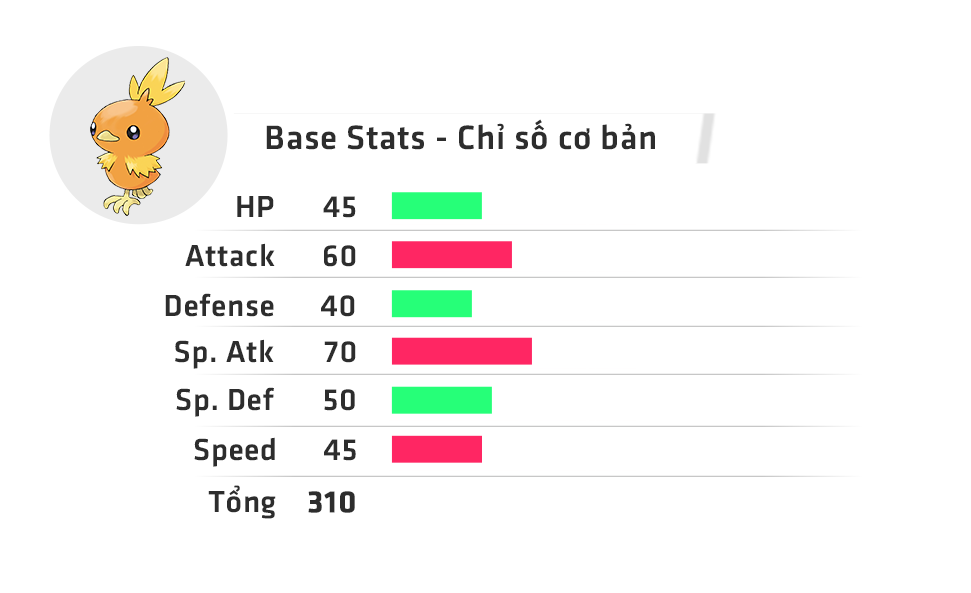 Base Stats - Chỉ số cơ bản
HP 45
Attack 60
Defense 40
Sp. Atk 70
Sp. Def 50
Speed 45
Tổng 310